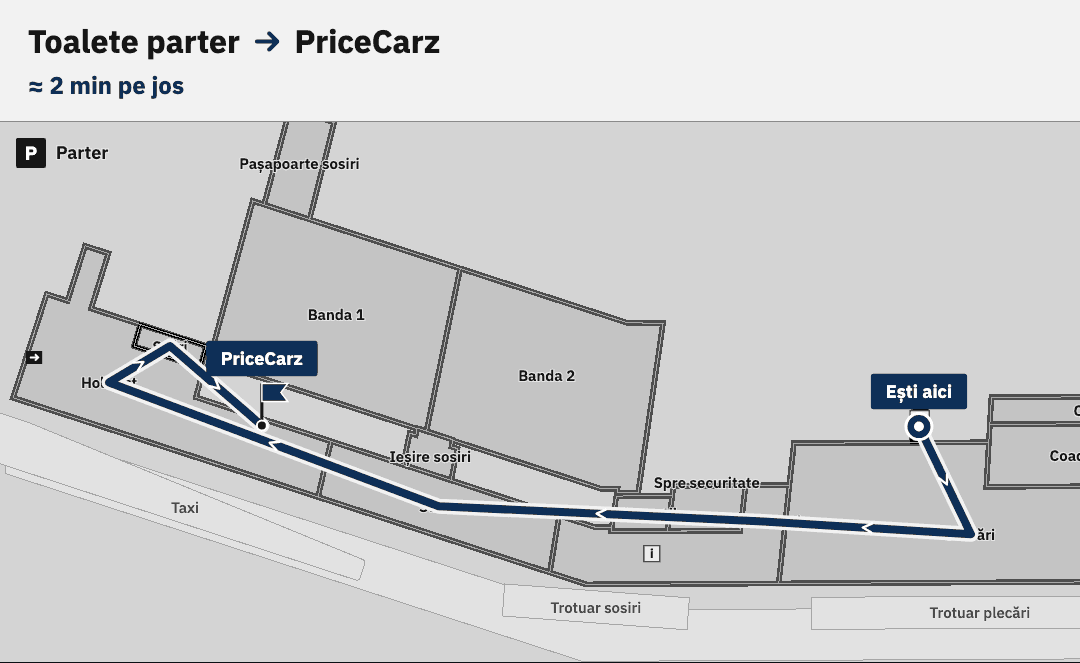 Toalete parter → PriceCarz
≈ 2 min pe jos
P Parter
Pașapoarte sosiri
Banda 1
PriceCarz
Banda 2
Ești aici
Ieșire sosiri
Spre securitate
Taxi
i
Trotuar sosiri
Trotuar plecări